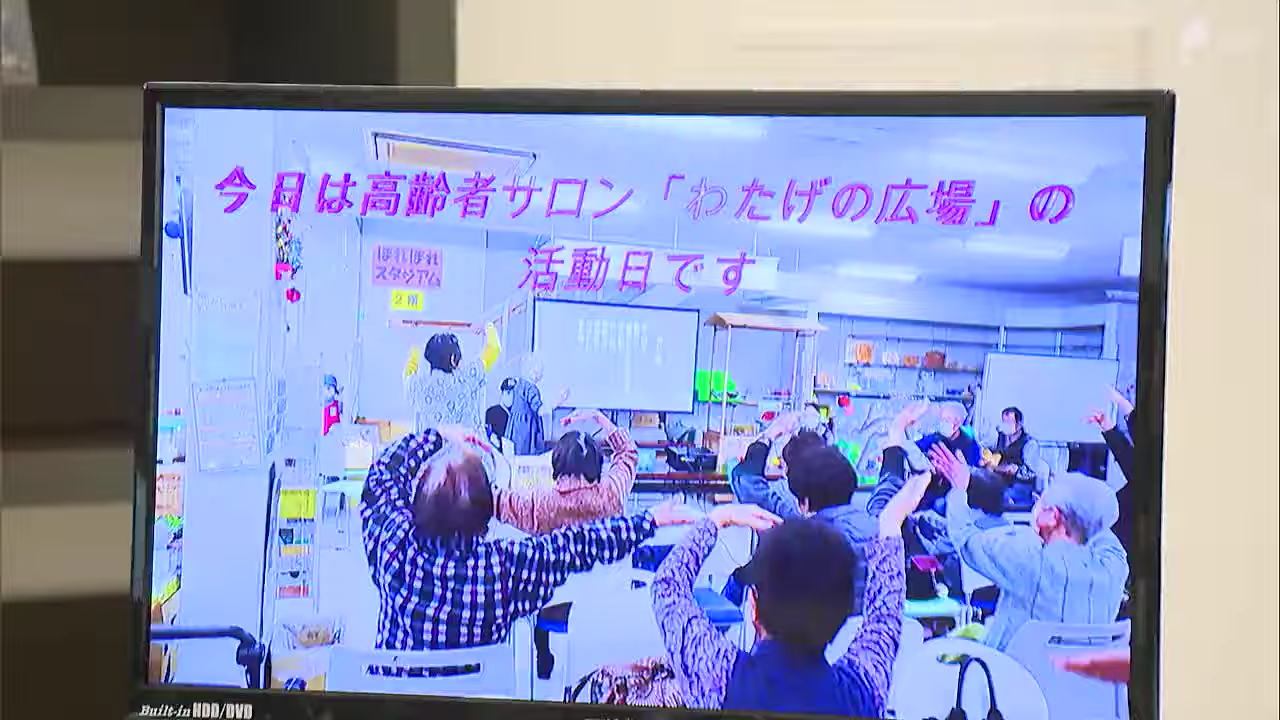 今日は高齢者サロン「わたげの広場」の
活動日です
ほれぼれ
スタジアム
2階
Built-in HDD/DVD